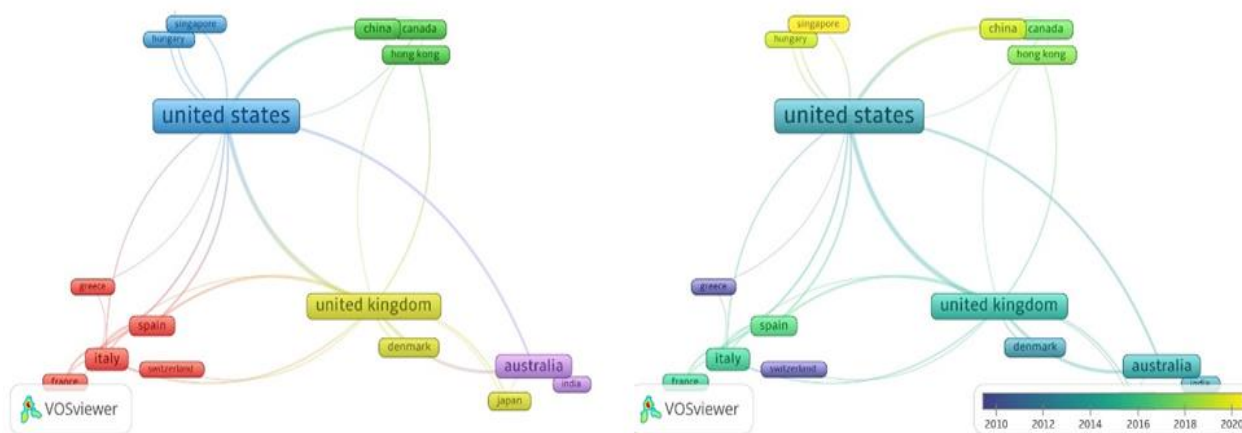 singapore
hungary
china
canada
hong kong
united states
greece
spain
italy
france
switzerland
united kingdom
denmark
australia
india
japan
VOSviewer
singapore
hungary
china
canada
hong kong
united states
greece
spain
italy
france
switzerland
united kingdom
denmark
australia
india
VOSviewer
2010 2012 2014 2016 2018 2020